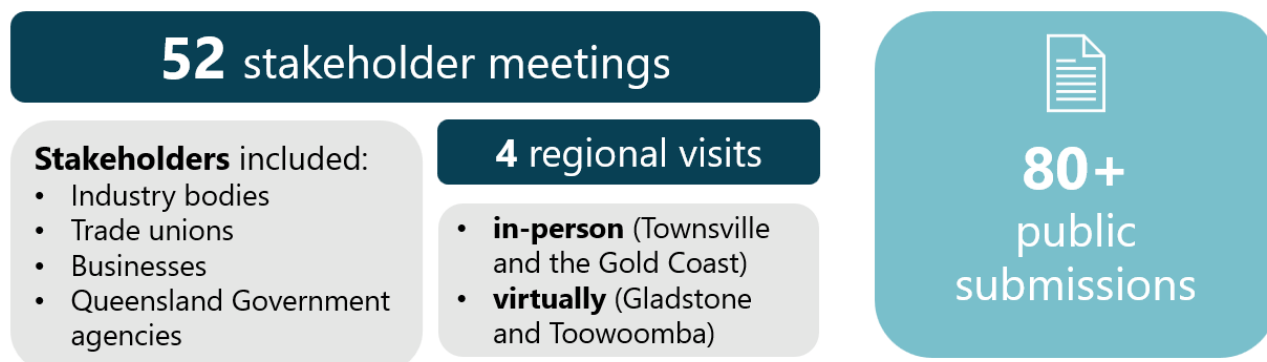 52 stakeholder meetings
Stakeholders included:
• Industry bodies
• Trade unions
• Businesses
• Queensland Government
agencies
4 regional visits
• in-person (Townsville
and the Gold Coast)
• virtually (Gladstone
and Toowoomba)
80+
public
submissions